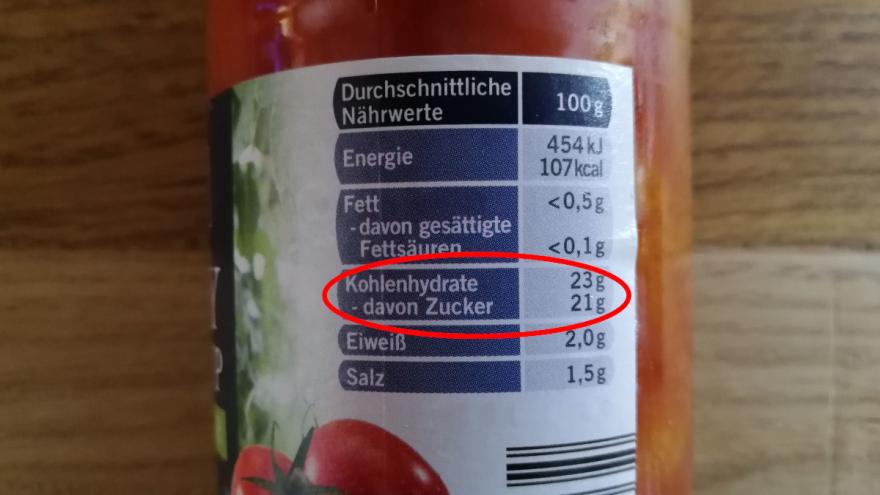 Durchschnittliche
Nährwerte 100g
Energie 454kJ
107kcal
Fett <0,5g
- davon gesättigte
Fettsäuren <0,1g
Kohlenhydrate 23g
- davon Zucker 21g
Eiweiß 2,0g
Salz 1,5g